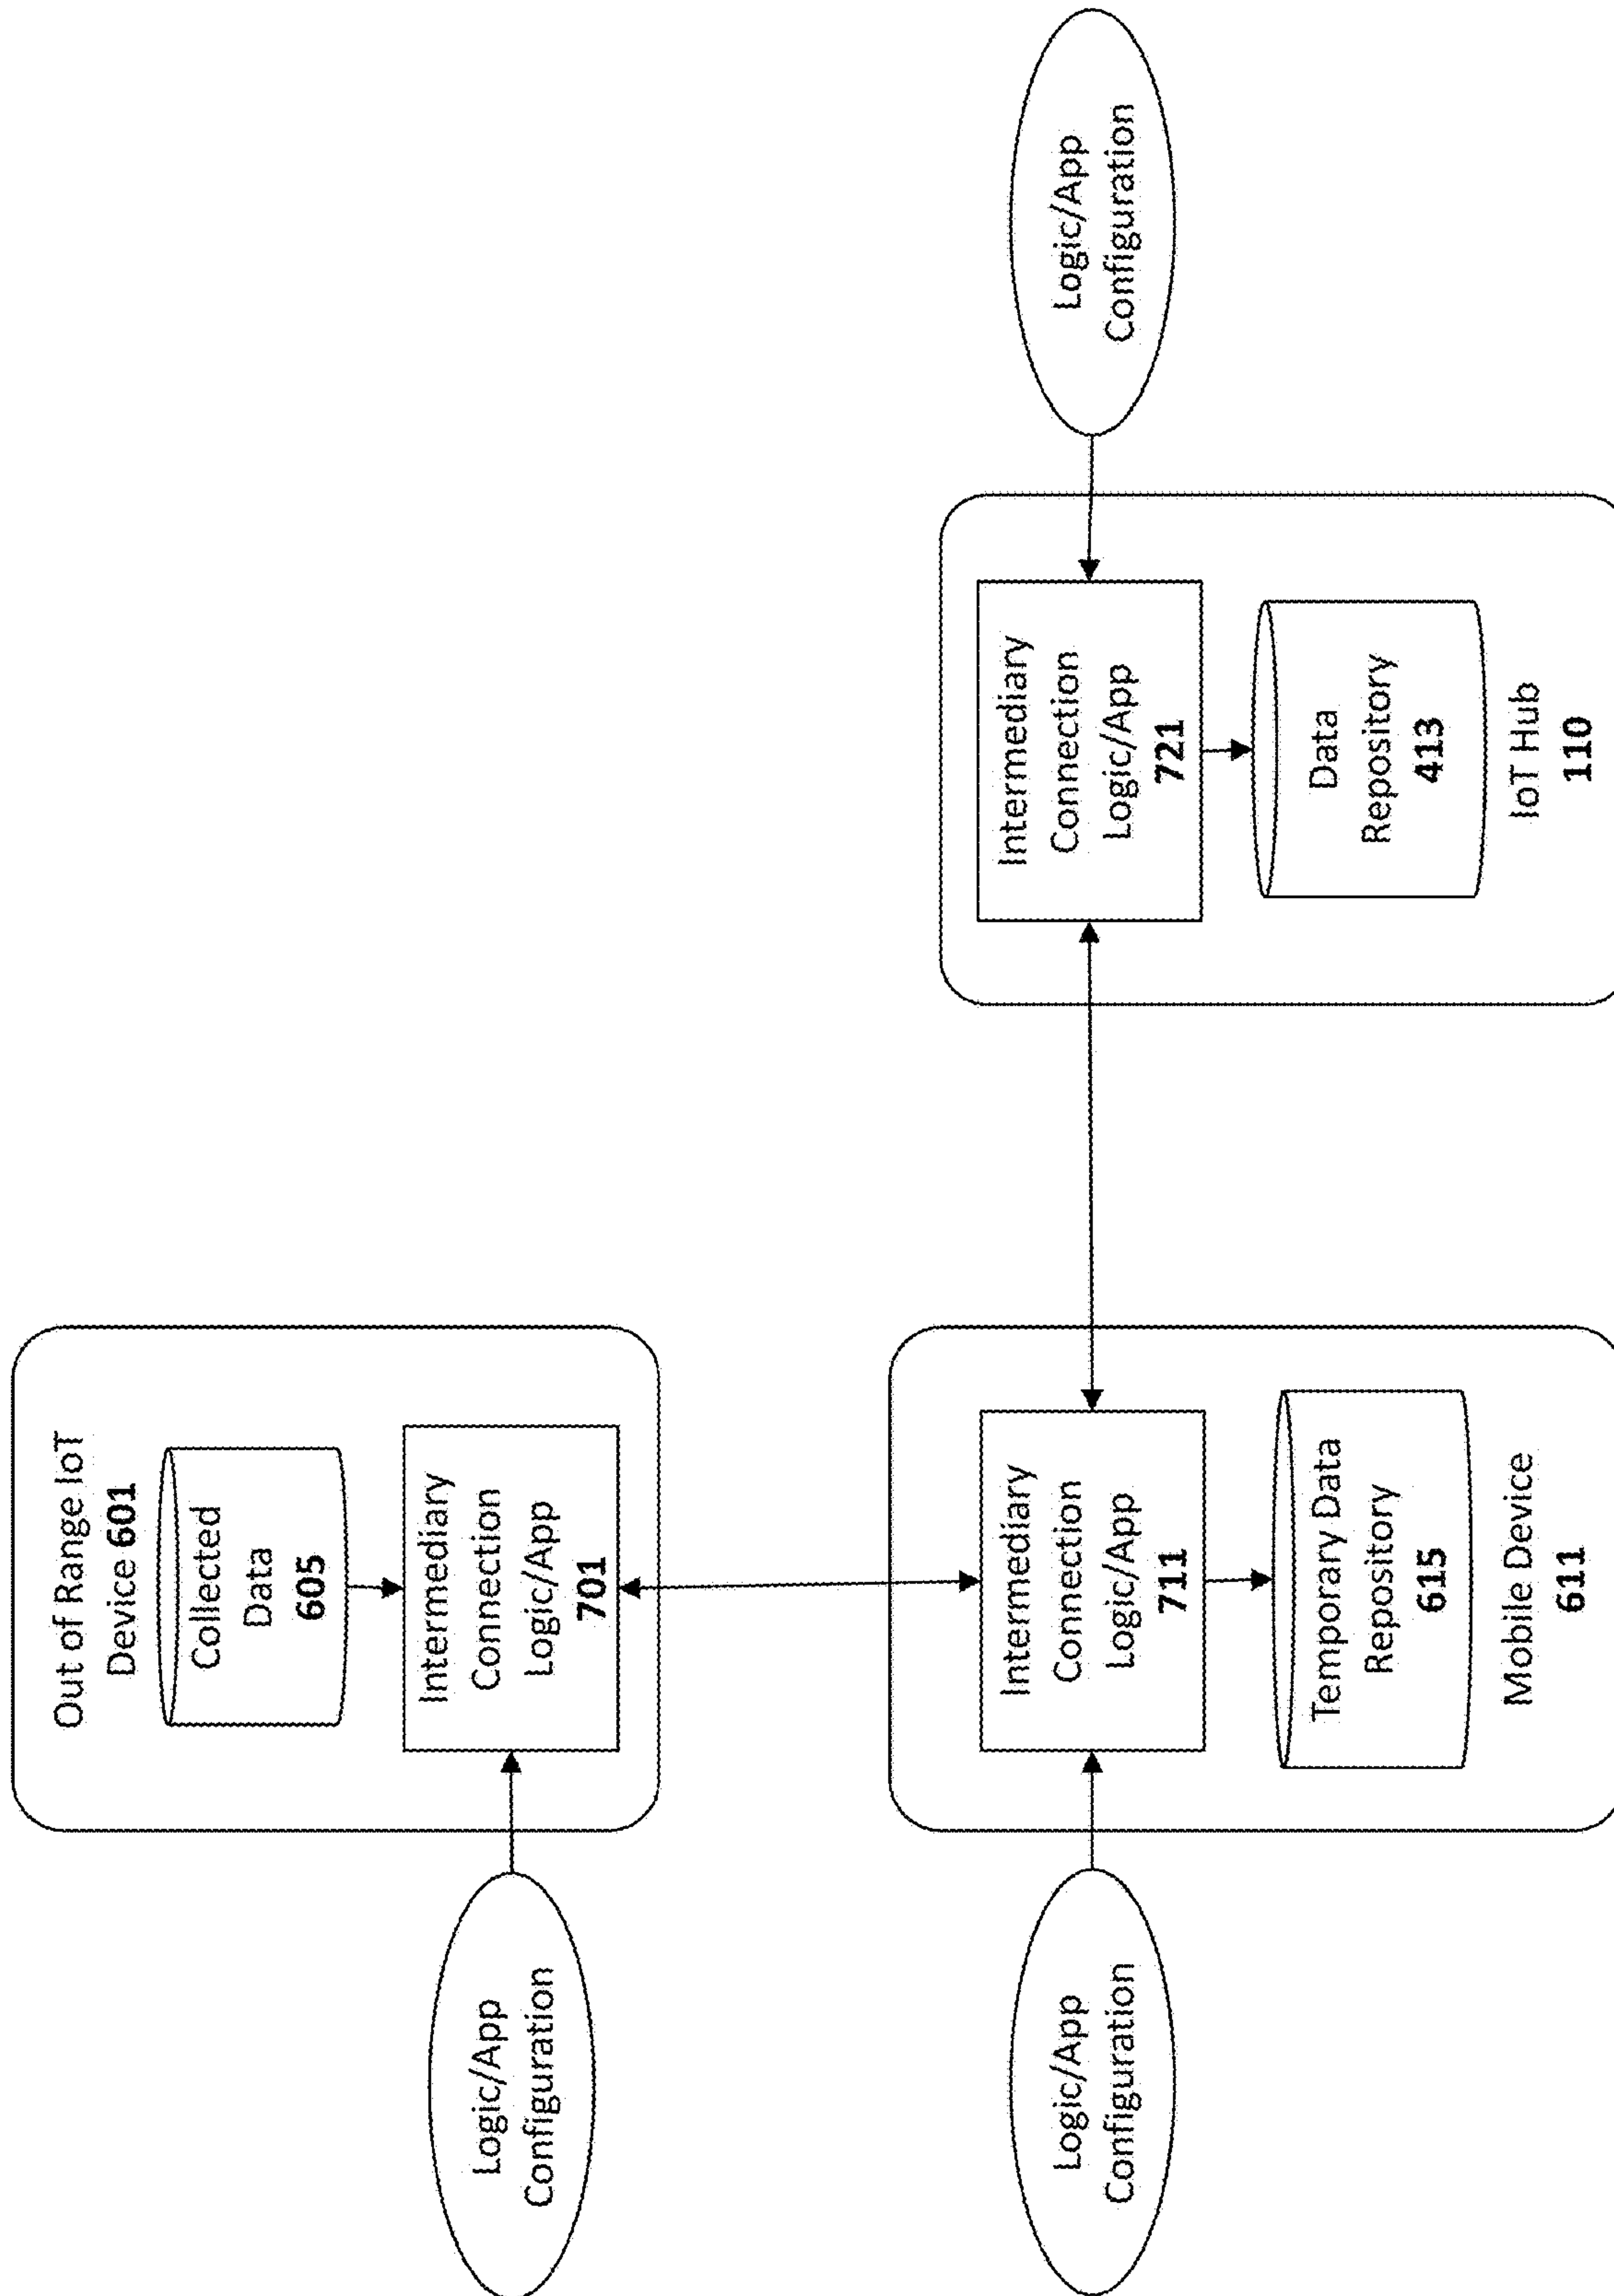 Out of Range IoT
Device 601
Collected
Data
605
Intermediary
Connection
Logic/App
701
Logic/App
Configuration
Logic/App
Configuration
Intermediary
Connection
Logic/App
711
Temporary Data
Repository
615
Mobile Device
611
Intermediary
Connection
Logic/App
721
Data
Repository
413
IoT Hub
110
Logic/App
Configuration